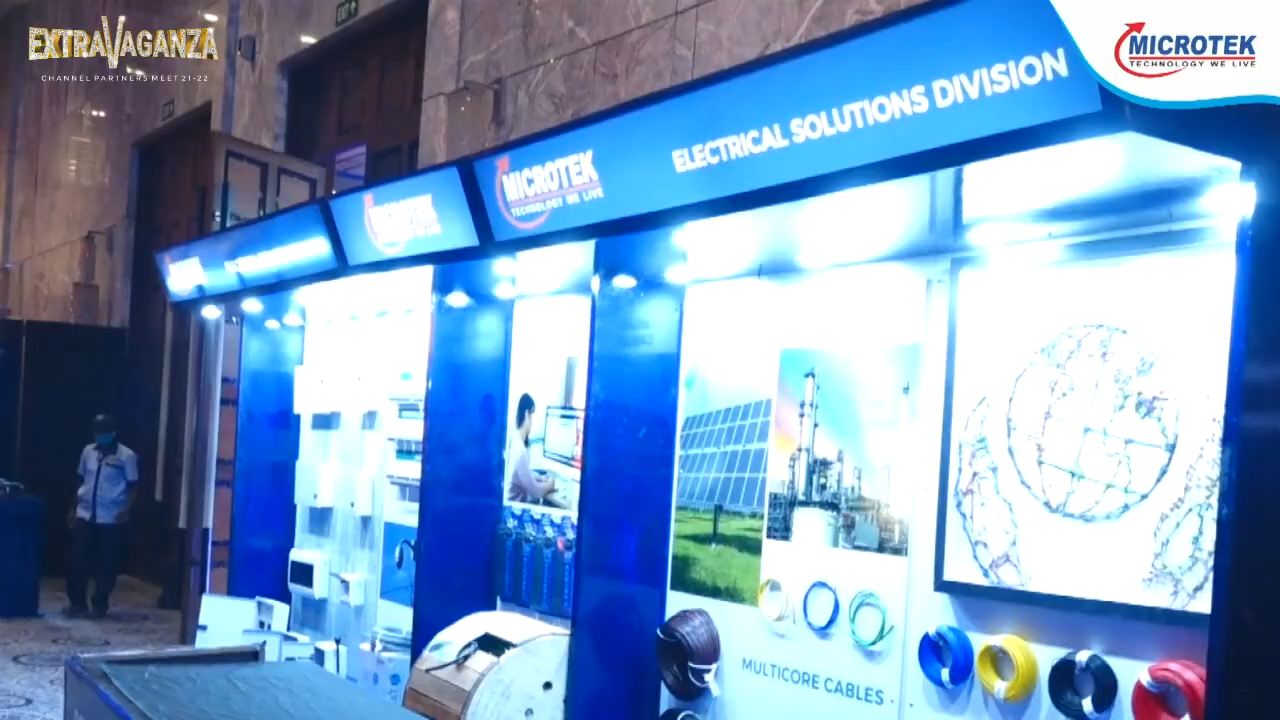 EXTRAVAGANZA
CHANNEL PARTNERS MEET 21-22
EXIT
MICROTEK
TECHNOLOGY WE LIVE
ELECTRICAL SOLUTIONS DIVISION
MICROTEK
TECHNOLOGY WE LIVE
MICROTEK
MULTICORE CABLES